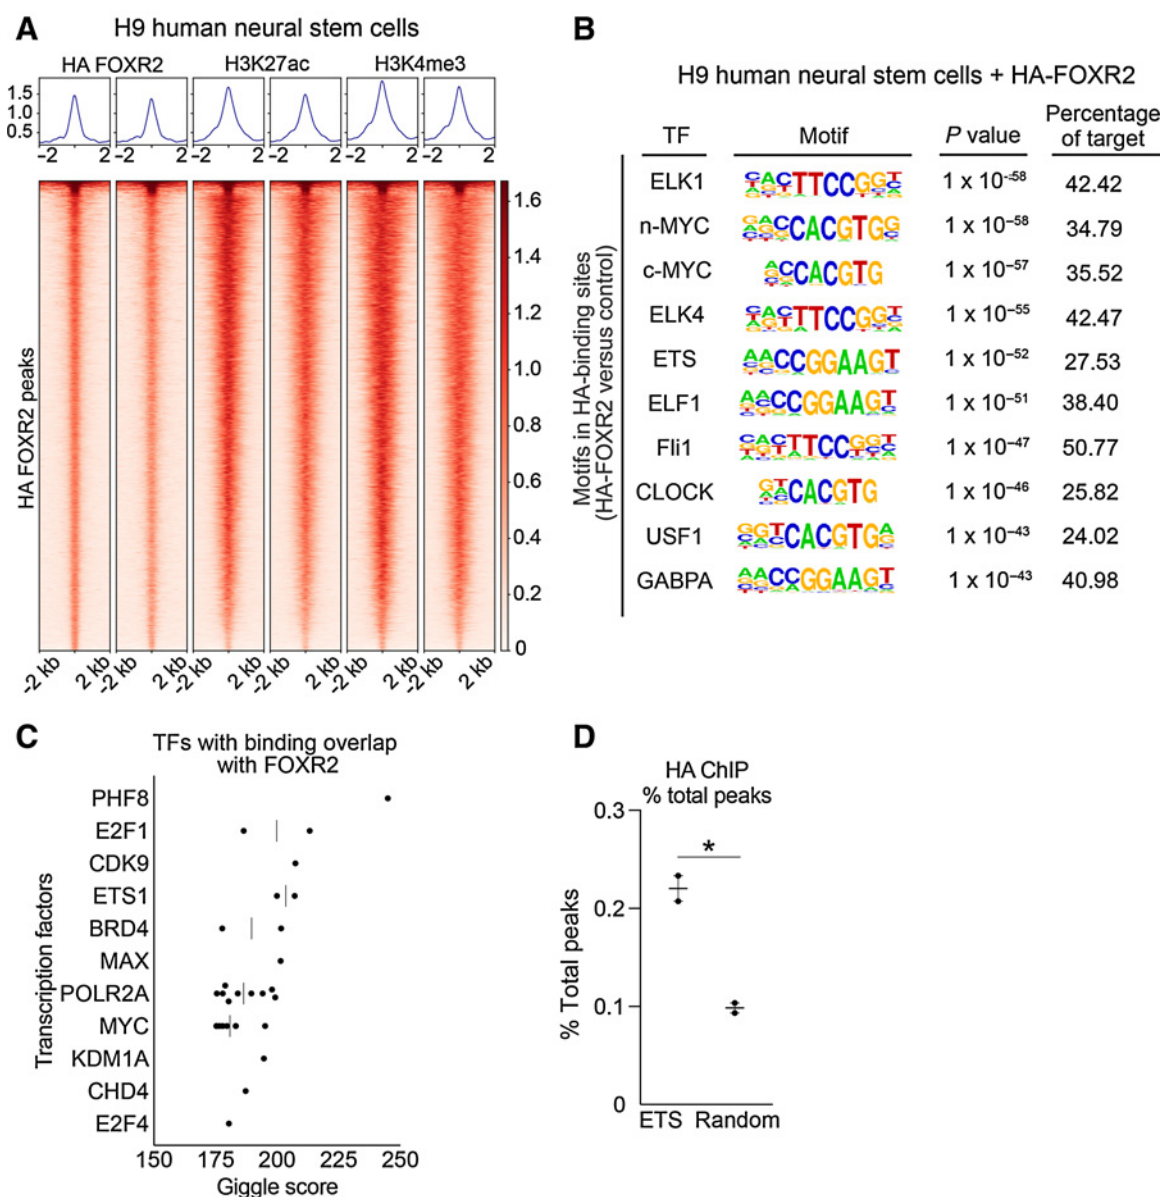 A
H9 human neural stem cells
HA FOXR2 H3K27ac H3K4me3
1.5
1.0
0.5
-2 2 -2 2 -2 2 -2 2 -2 2 -2 2
HA FOXR2 peaks
1.6
1.4
1.2
1.0
0.8
0.6
0.4
0.2
0
-2 kb 2 kb -2 kb 2 kb -2 kb 2 kb -2 kb 2 kb -2 kb 2 kb -2 kb 2 kb
B
H9 human neural stem cells + HA-FOXR2
Motifs in HA-binding sites
(HA-FOXR2 versus control)
TF Motif P value Percentage
of target
ELK1 TTCCGG 1 x 10⁻⁵⁸ 42.42
n-MYC CACGTG 1 x 10⁻⁵⁸ 34.79
c-MYC CACGTG 1 x 10⁻⁵⁷ 35.52
ELK4 TTCCGG 1 x 10⁻⁵⁵ 42.47
ETS CCGGAAGT 1 x 10⁻⁵² 27.53
ELF1 CCGGAAGT 1 x 10⁻⁵¹ 38.40
Fli1 TTCC 1 x 10⁻⁴⁷ 50.77
CLOCK CACGTG 1 x 10⁻⁴⁶ 25.82
USF1 CACGTG 1 x 10⁻⁴³ 24.02
GABPA CCGGAAGT 1 x 10⁻⁴³ 40.98
C
TFs with binding overlap
with FOXR2
Transcription factors
PHF8
E2F1
CDK9
ETS1
BRD4
MAX
POLR2A
MYC
KDM1A
CHD4
E2F4
150 175 200 225 250
Giggle score
D
HA ChIP
% total peaks
% Total peaks
0.3
*
0.2
0.1
0
ETS Random